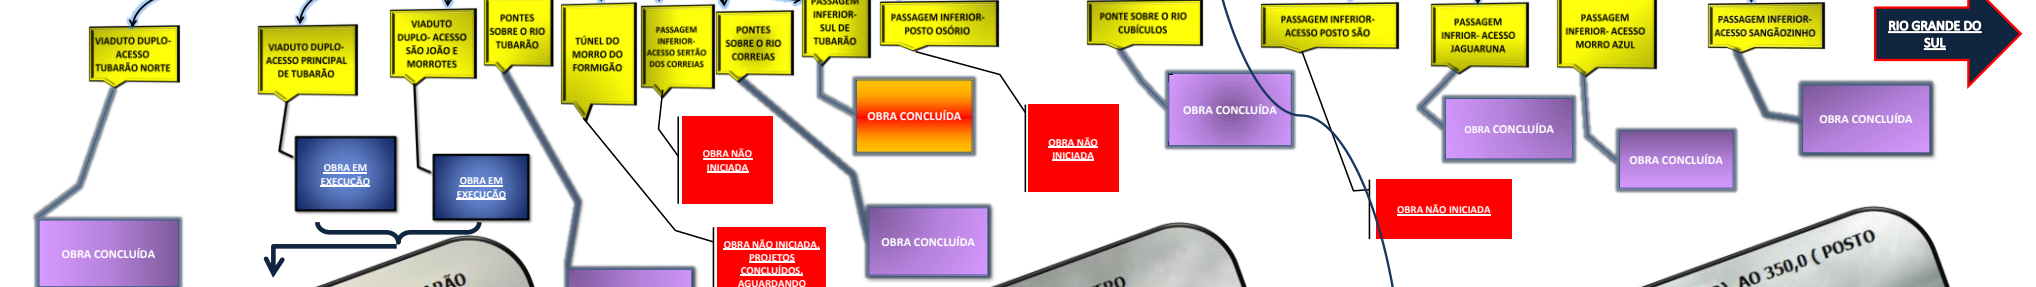 VIADUTO DUPLO-
ACESSO
TUBARÃO NORTE
VIADUTO DUPLO-
ACESSO PRINCIPAL
DE TUBARÃO
VIADUTO
DUPLO- ACESSO
SÃO JOÃO E
MORROTES
PONTES
SOBRE O RIO
TUBARÃO
TÚNEL DO
MORRO DO
FORMIGÃO
PASSAGEM
INFERIOR-
ACESSO SERTÃO
DOS CORREIAS
PONTES
SOBRE O RIO
CORREIAS
PASSAGEM
INFERIOR-
SUL DE
TUBARÃO
PASSAGEM INFERIOR-
POSTO OSÓRIO
PONTE SOBRE O RIO
CUBÍCULOS
PASSAGEM INFERIOR-
ACESSO POSTO SÃO
PASSAGEM
INFRIOR- ACESSO
JAGUARUNA
PASSAGEM
INFERIOR- ACESSO
MORRO AZUL
PASSAGEM INFERIOR-
ACESSO SANGÃOZINHO
RIO GRANDE DO
SUL
OBRA CONCLUÍDA
OBRA EM
EXECUÇÃO
OBRA EM
EXECUÇÃO
OBRA NÃO
INICIADA
OBRA NÃO INICIADA.
PROJETOS
CONCLUÍDOS.
AGUARDANDO
OBRA CONCLUÍDA
OBRA CONCLUÍDA
OBRA NÃO
INICIADA
OBRA CONCLUÍDA
OBRA NÃO INICIADA
OBRA CONCLUÍDA
OBRA CONCLUÍDA
OBRA CONCLUÍDA
AO 350,0 ( POSTO